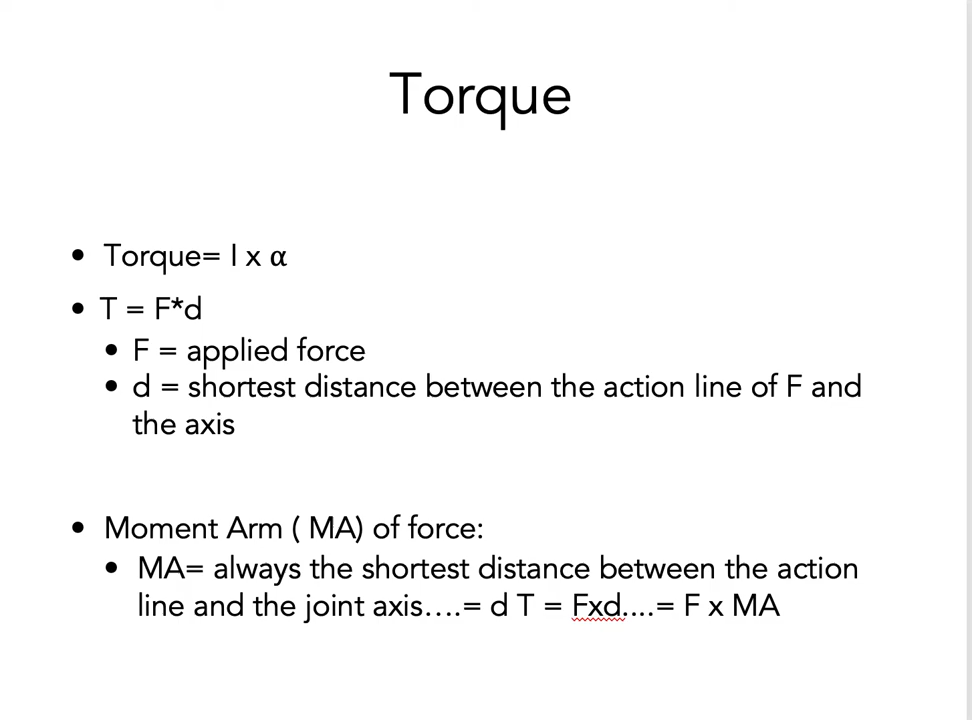 Torque
• Torque= I x α
• T = F*d
• F = applied force
• d = shortest distance between the action line of F and
the axis
• Moment Arm ( MA) of force:
• MA= always the shortest distance between the action
line and the joint axis….= d T = Fxd....= F x MA